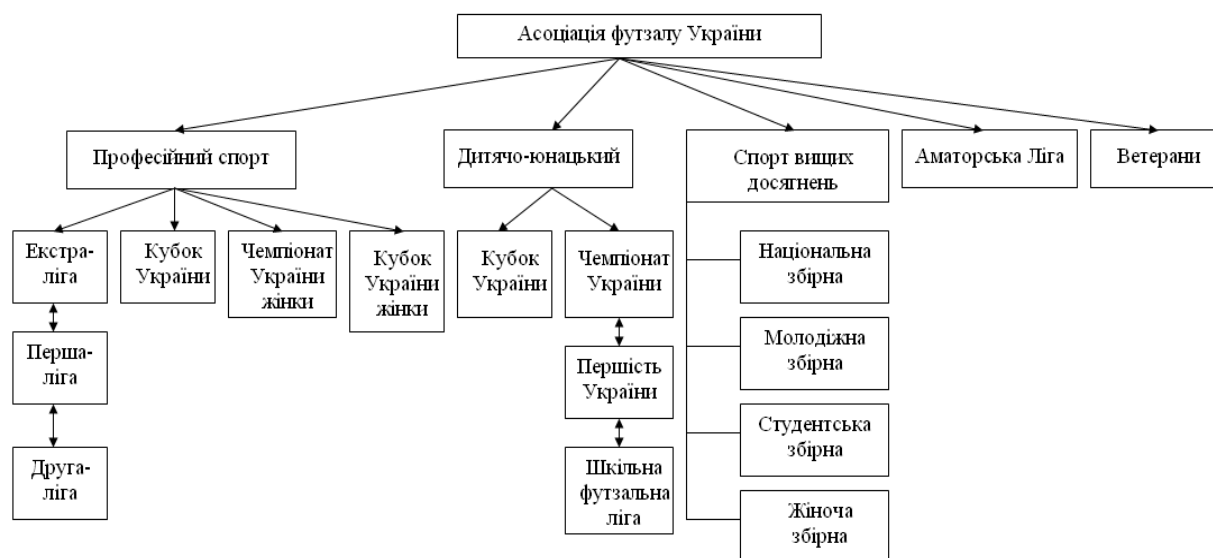 Асоціація футзалу України
Професійний спорт
Дитячо-юнацький
Спорт вищих
досягнень
Аматорська Ліга
Ветерани
Екстра-
ліга
Кубок
України
Чемпіонат
України
жінки
Кубок
України
жінки
Кубок
України
Чемпіонат
України
Національна
збірна
Перша-
ліга
Першість
України
Молодіжна
збірна
Студентська
збірна
Друга-
ліга
Шкільна
футзальна
ліга
Жіноча
збірна